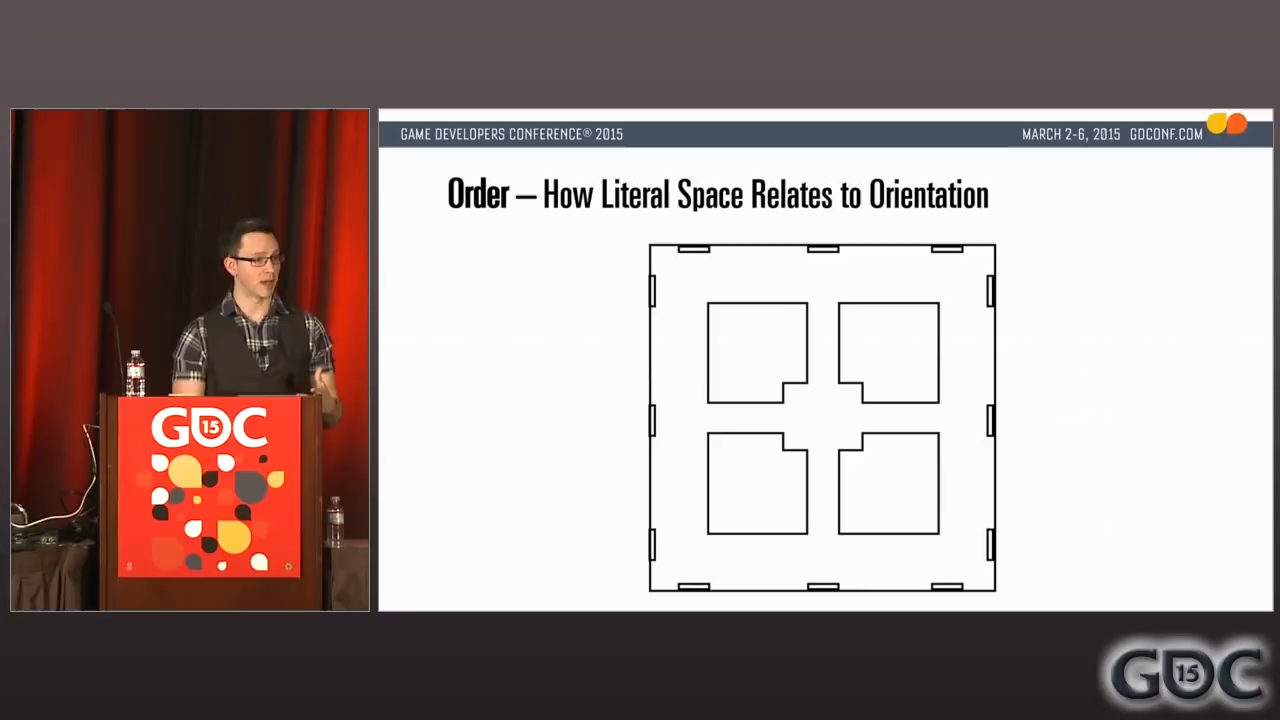 GAME DEVELOPERS CONFERENCE® 2015
MARCH 2-6, 2015 GDCONF.COM
Order – How Literal Space Relates to Orientation
GDC
15
GDC
15